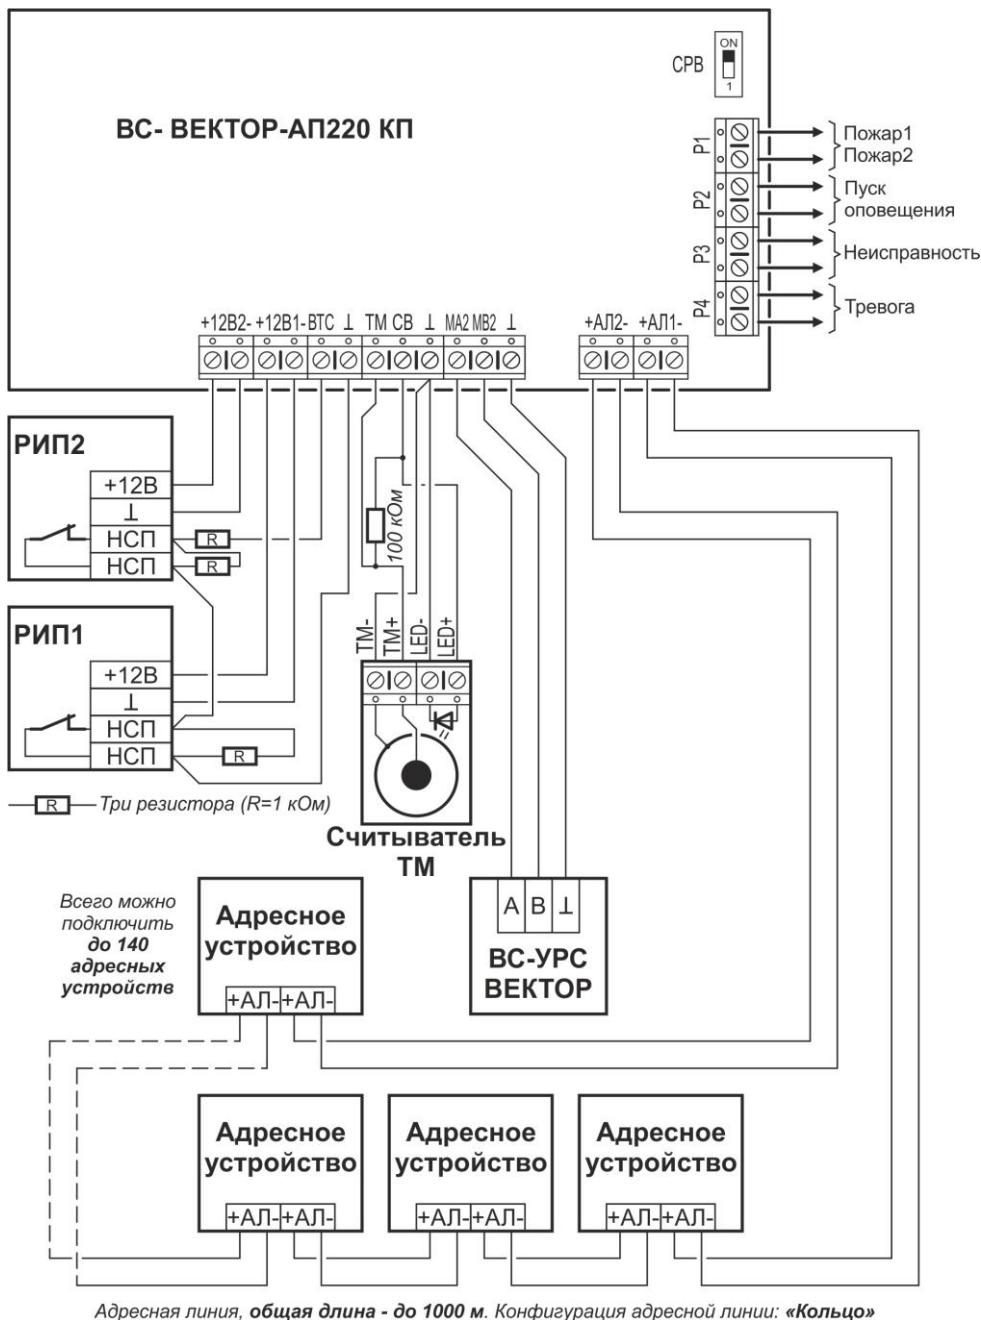 ВС- ВЕКТОР-АП220 КП
СРВ
ON
1
Р1
Пожар1
Пожар2
Р2
Пуск
оповещения
Р3
Неисправность
Р4
Тревога
+12В2- +12В1- ВТС ⊥ ТМ СВ ⊥ МА2 МВ2 ⊥ +АЛ2- +АЛ1-
РИП2
+12В
⊥
НСП
НСП
R
R
100 кОм
РИП1
+12В
⊥
НСП
НСП
R
ТМ-
ТМ+
LED-
LED+
R
Три резистора (R=1 кОм)
Считыватель
ТМ
Всего можно
подключить
до 140
адресных
устройств
Адресное
устройство
+АЛ-+АЛ-
А В ⊥
ВС-УРС
ВЕКТОР
Адресное
устройство
+АЛ-+АЛ-
Адресное
устройство
+АЛ-+АЛ-
Адресное
устройство
+АЛ-+АЛ-
Адресная линия, общая длина - до 1000 м. Конфигурация адресной линии: «Кольцо»